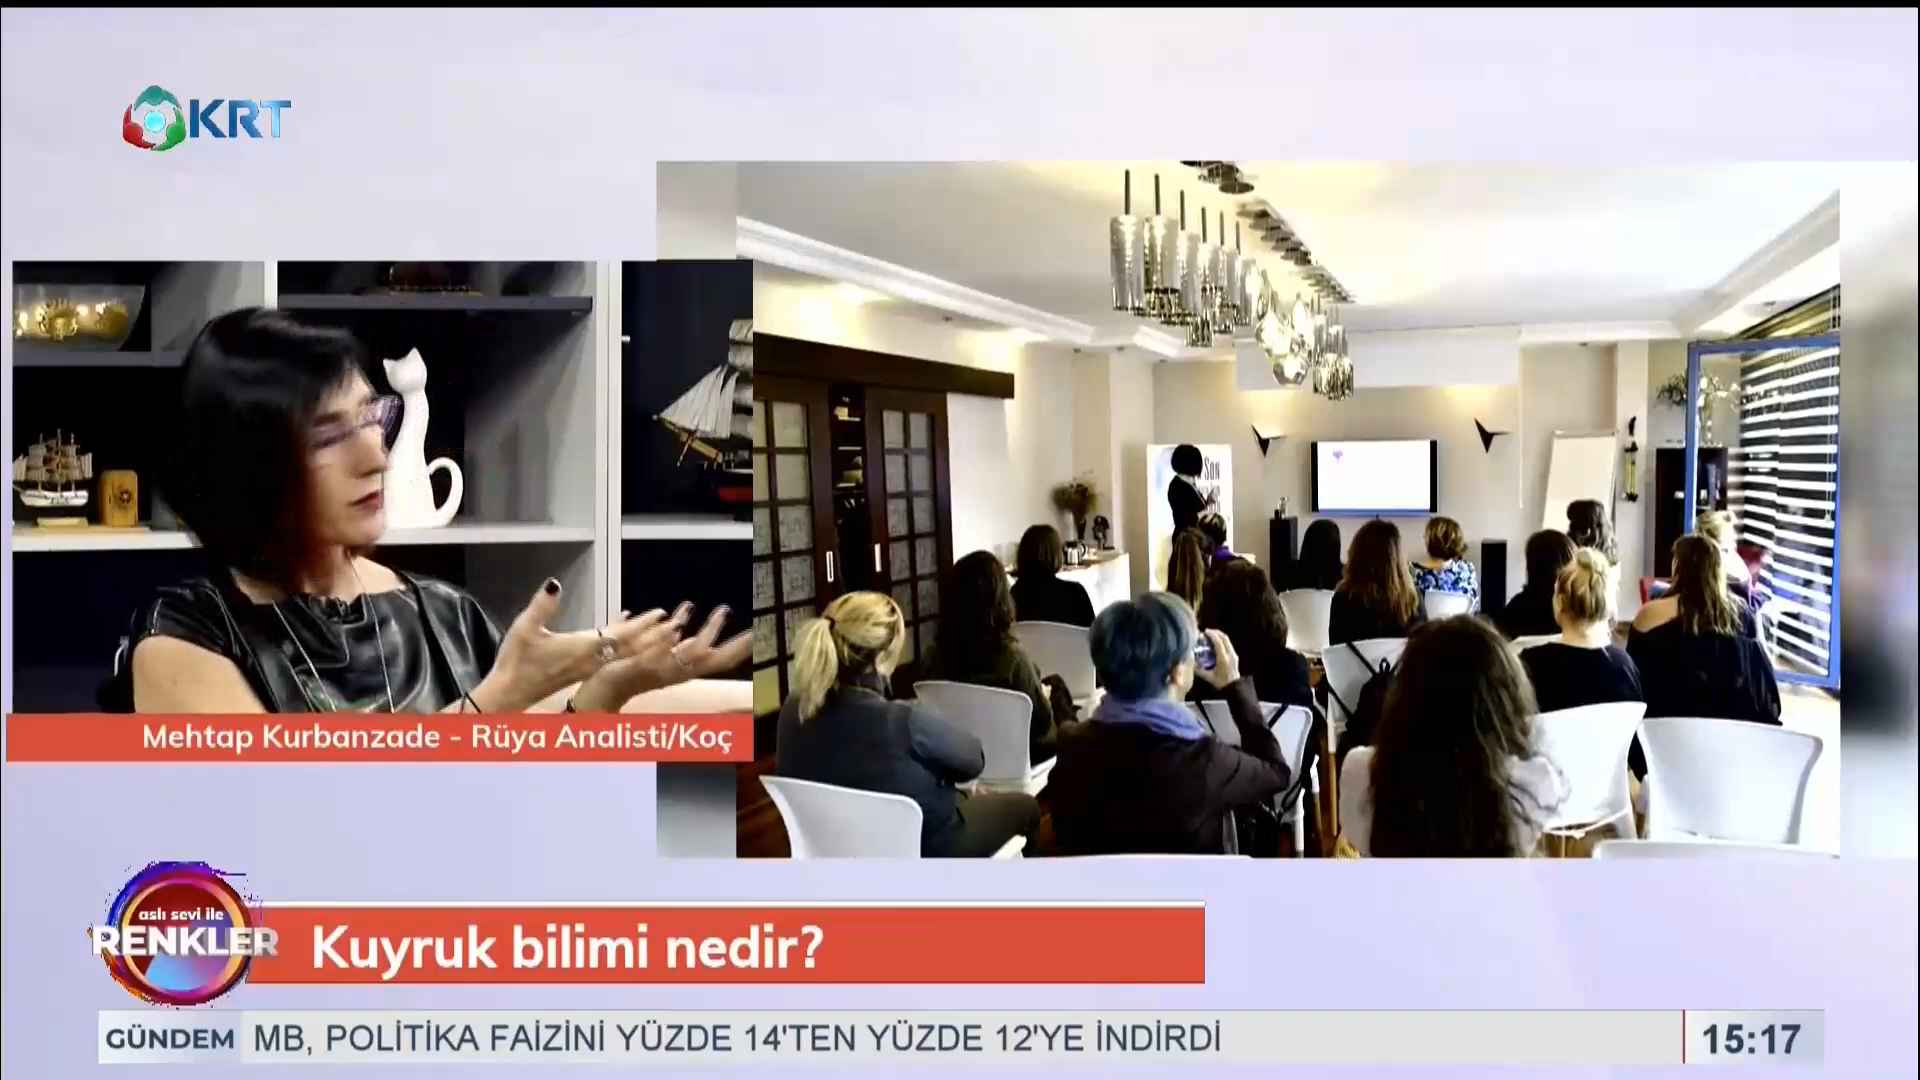 KRT
Son
Mehtap Kurbanzade - Rüya Analisti/Koç
aslı sevi ile
RENKLER
Kuyruk bilimi nedir?
GÜNDEM MB, POLİTİKA FAİZİNİ YÜZDE 14'TEN YÜZDE 12'YE İNDİRDİ 15:17